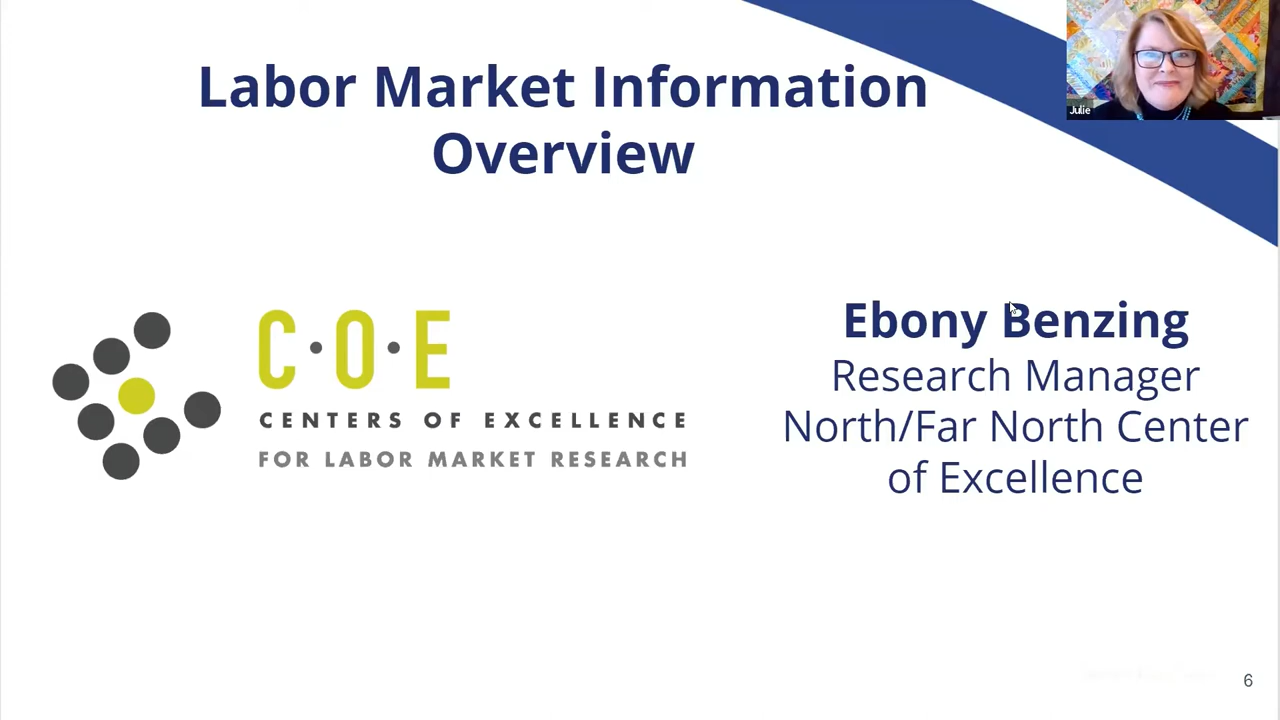 Labor Market Information
Overview
Julie
C·O·E
CENTERS OF EXCELLENCE
FOR LABOR MARKET RESEARCH
Ebony Benzing
Research Manager
North/Far North Center
of Excellence
6